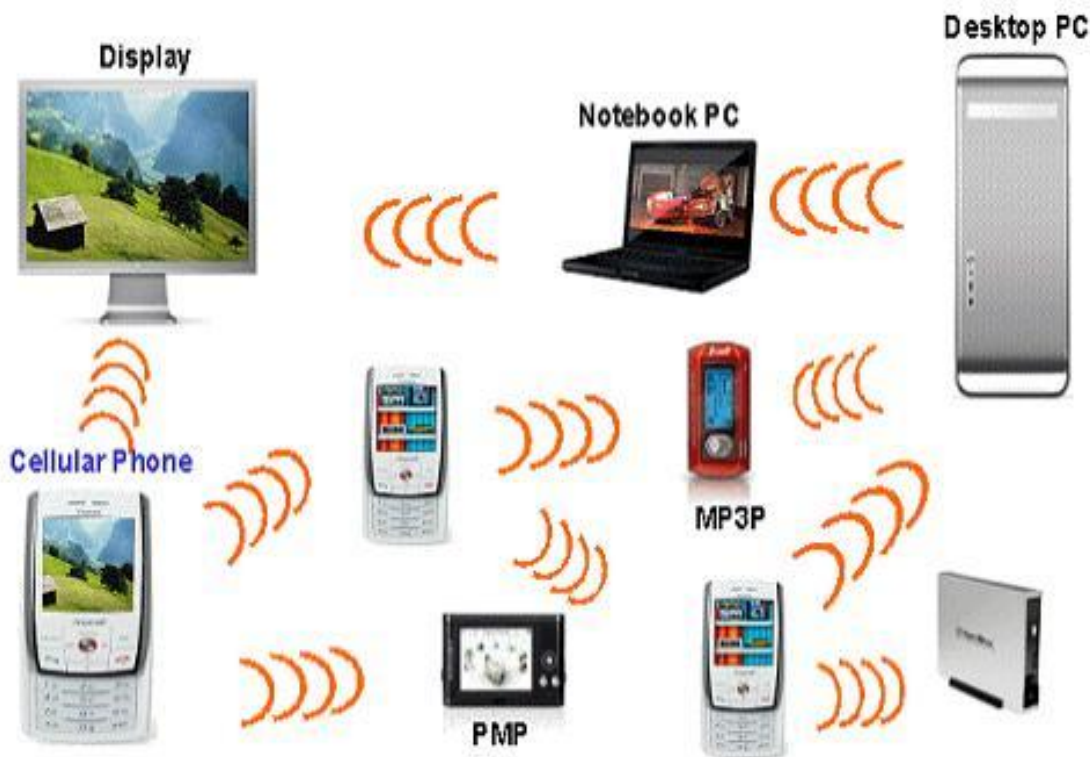 Desktop PC
Display
Notebook PC
Cellular Phone
MP3P
PMP